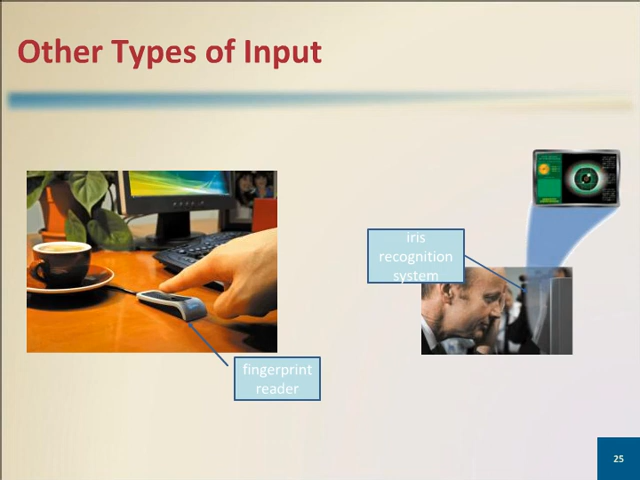 Other Types of Input
iris
recognition
system
fingerprint
reader
25